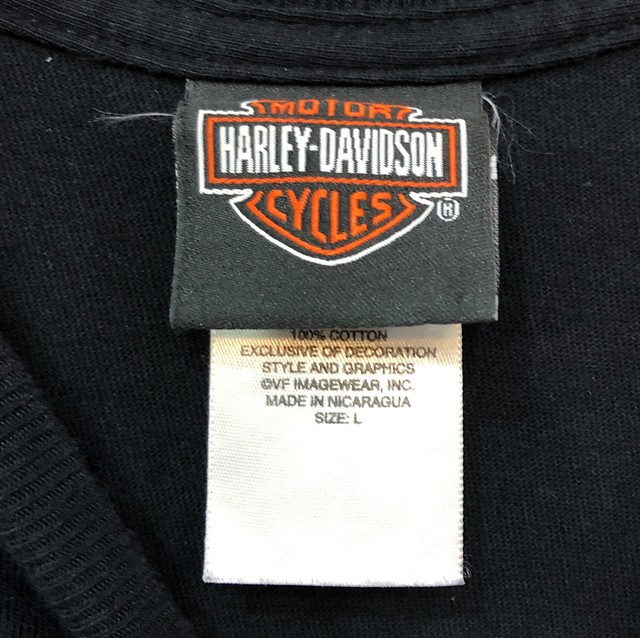 MOTOR
HARLEY-DAVIDSON
CYCLES
®
100% COTTON
EXCLUSIVE OF DECORATION
STYLE AND GRAPHICS
©VF IMAGEWEAR, INC.
MADE IN NICARAGUA
SIZE: L